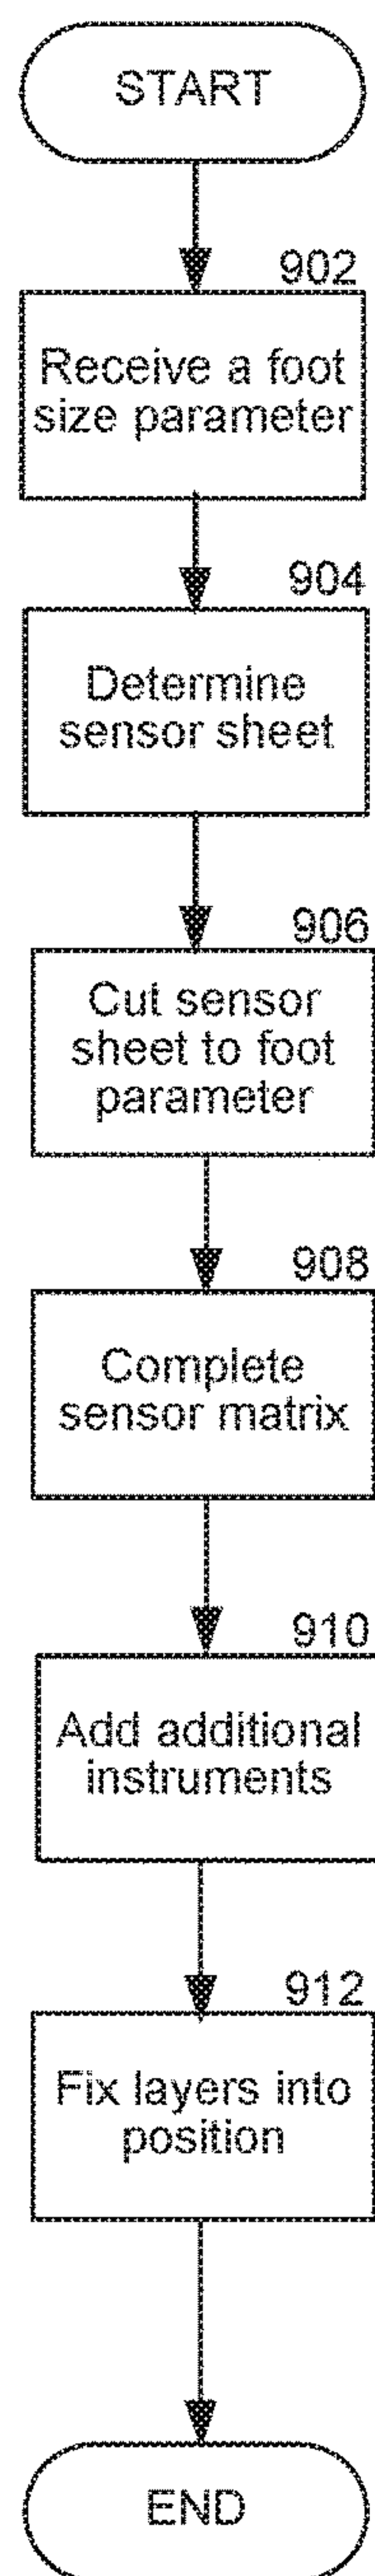 START
902
Receive a foot
size parameter
904
Determine
sensor sheet
906
Cut sensor
sheet to foot
parameter
908
Complete
sensor matrix
910
Add additional
instruments
912
Fix layers into
position
END